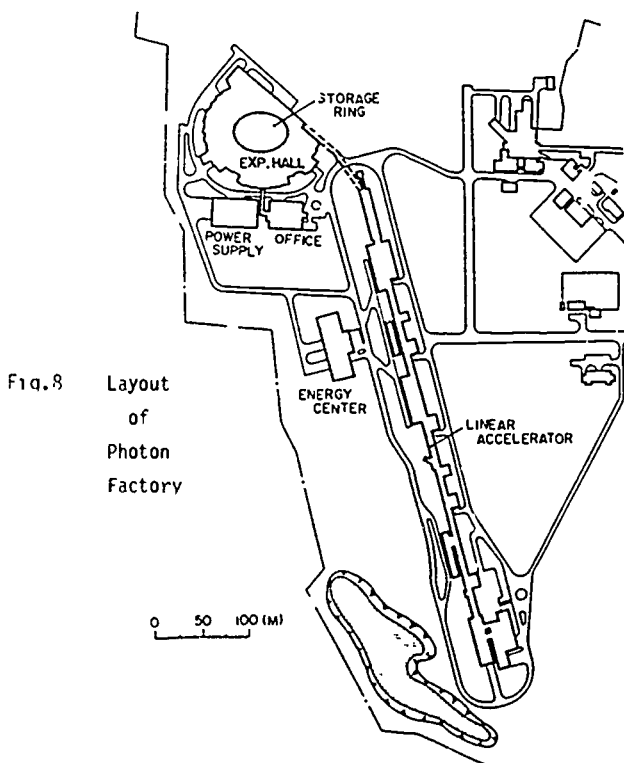 STORAGE
RING
EXP. HALL
POWER
SUPPLY
OFFICE
ENERGY
CENTER
LINEAR
ACCELERATOR
Fig.8 Layout
of
Photon
Factory
0 50 100 (M)